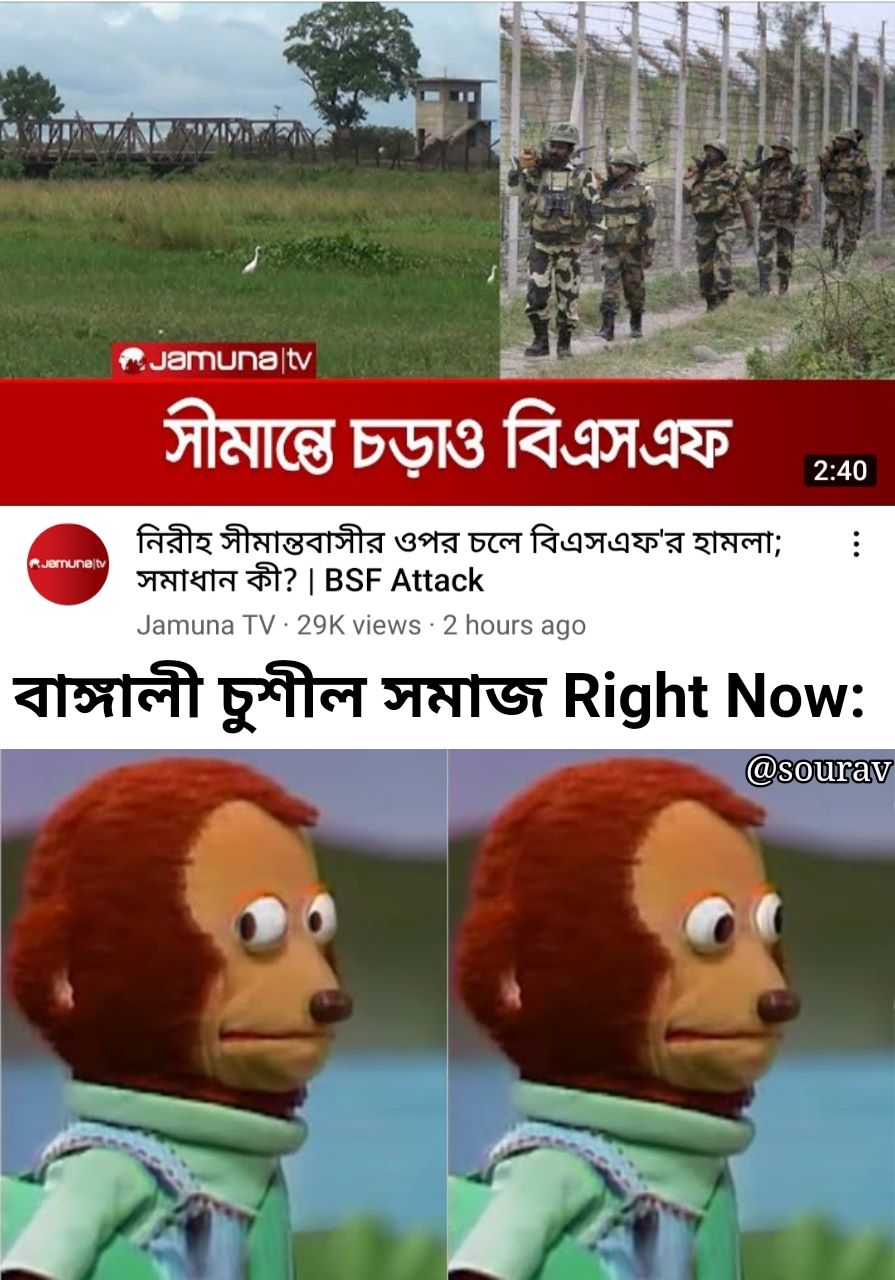 Jamuna|tv
সীমান্তে চড়াও বিএসএফ
2:40
Jamuna|tv
নিরীহ সীমান্তবাসীর ওপর চলে বিএসএফ'র হামলা;
সমাধান কী? | BSF Attack
Jamuna TV · 29K views · 2 hours ago
বাঙ্গালী চুশীল সমাজ Right Now:
@sourav